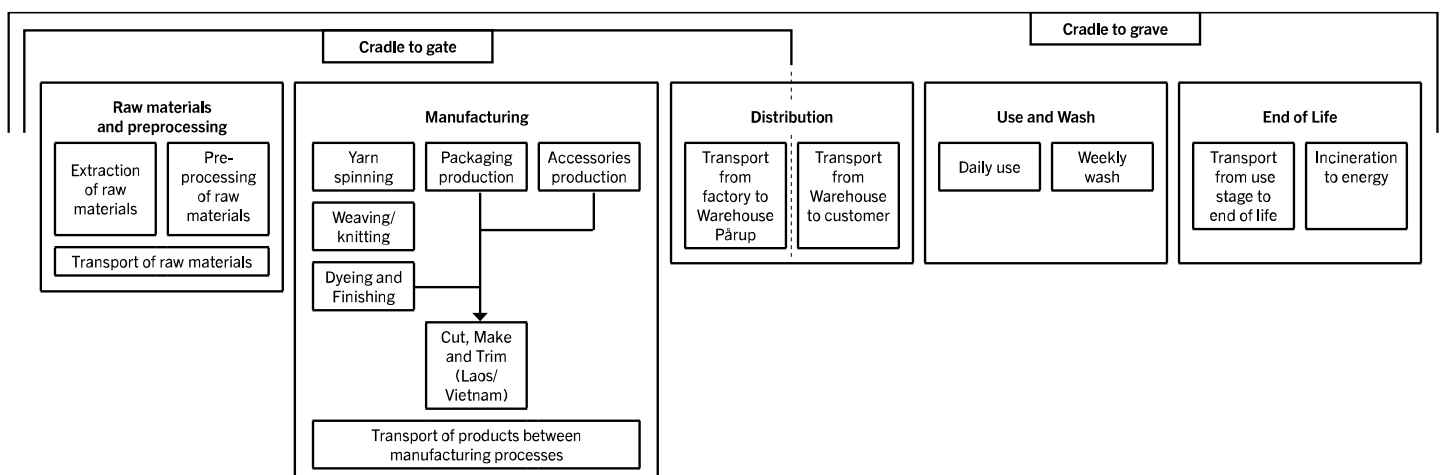 Cradle to grave
Cradle to gate
Raw materials
and preprocessing
Extraction
of raw
materials
Pre-
processing
of raw
materials
Transport of raw materials
Manufacturing
Yarn
spinning
Packaging
production
Accessories
production
Weaving/
knitting
Dyeing and
Finishing
Cut, Make
and Trim
(Laos/
Vietnam)
Transport of products between
manufacturing processes
Distribution
Transport
from
factory to
Warehouse
Pårup
Transport
from
Warehouse
to customer
Use and Wash
Daily use
Weekly
wash
End of Life
Transport
from use
stage to
end of life
Incineration
to energy